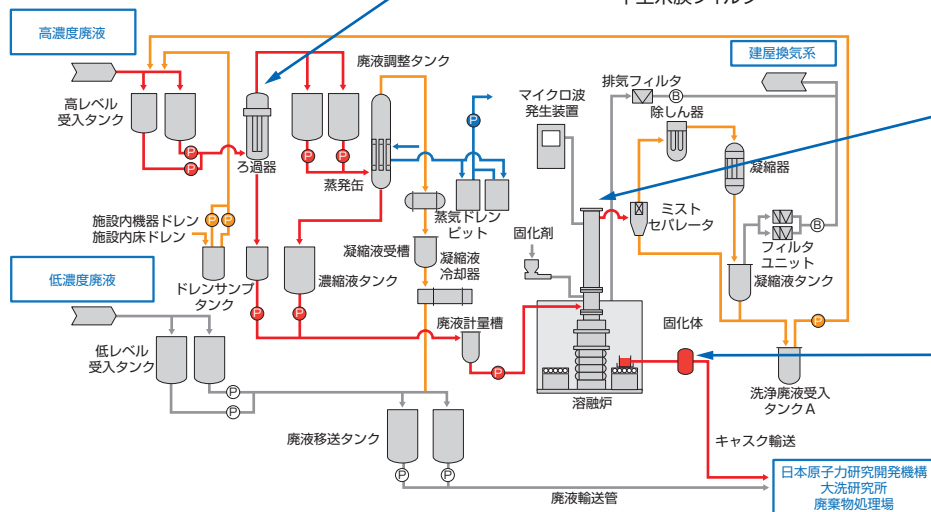 高濃度廃液
高レベル
受入タンク
ろ過器
廃液調整タンク
蒸発缶
マイクロ波
発生装置
排気フィルタ
B
除しん器
建屋換気系
凝縮器
ミスト
セパレータ
フィルタ
ユニット
B
凝縮液タンク
P
P
P
P
P
P
蒸気ドレン
ピット
固化剤
施設内機器ドレン
施設内床ドレン
P
P
ドレンサンプ
タンク
濃縮液タンク
凝縮液受槽
凝縮液
冷却器
低濃度廃液
低レベル
受入タンク
P
P
P
P
廃液計量槽
P
溶融炉
固化体
P
洗浄廃液受入
タンクA
廃液移送タンク
P
P
廃液輸送管
キャスク輸送
日本原子力研究開発機構
大洗研究所
廃棄物処理場